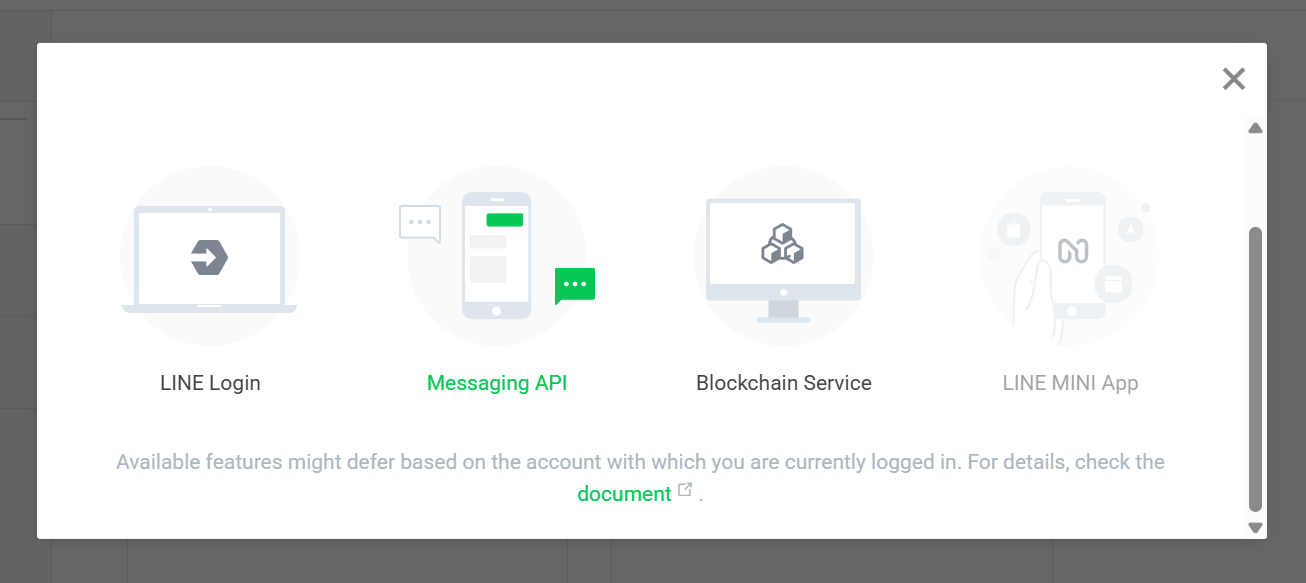 LINE Login
Messaging API
Blockchain Service
LINE MINI App
Available features might defer based on the account with which you are currently logged in. For details, check the
document .